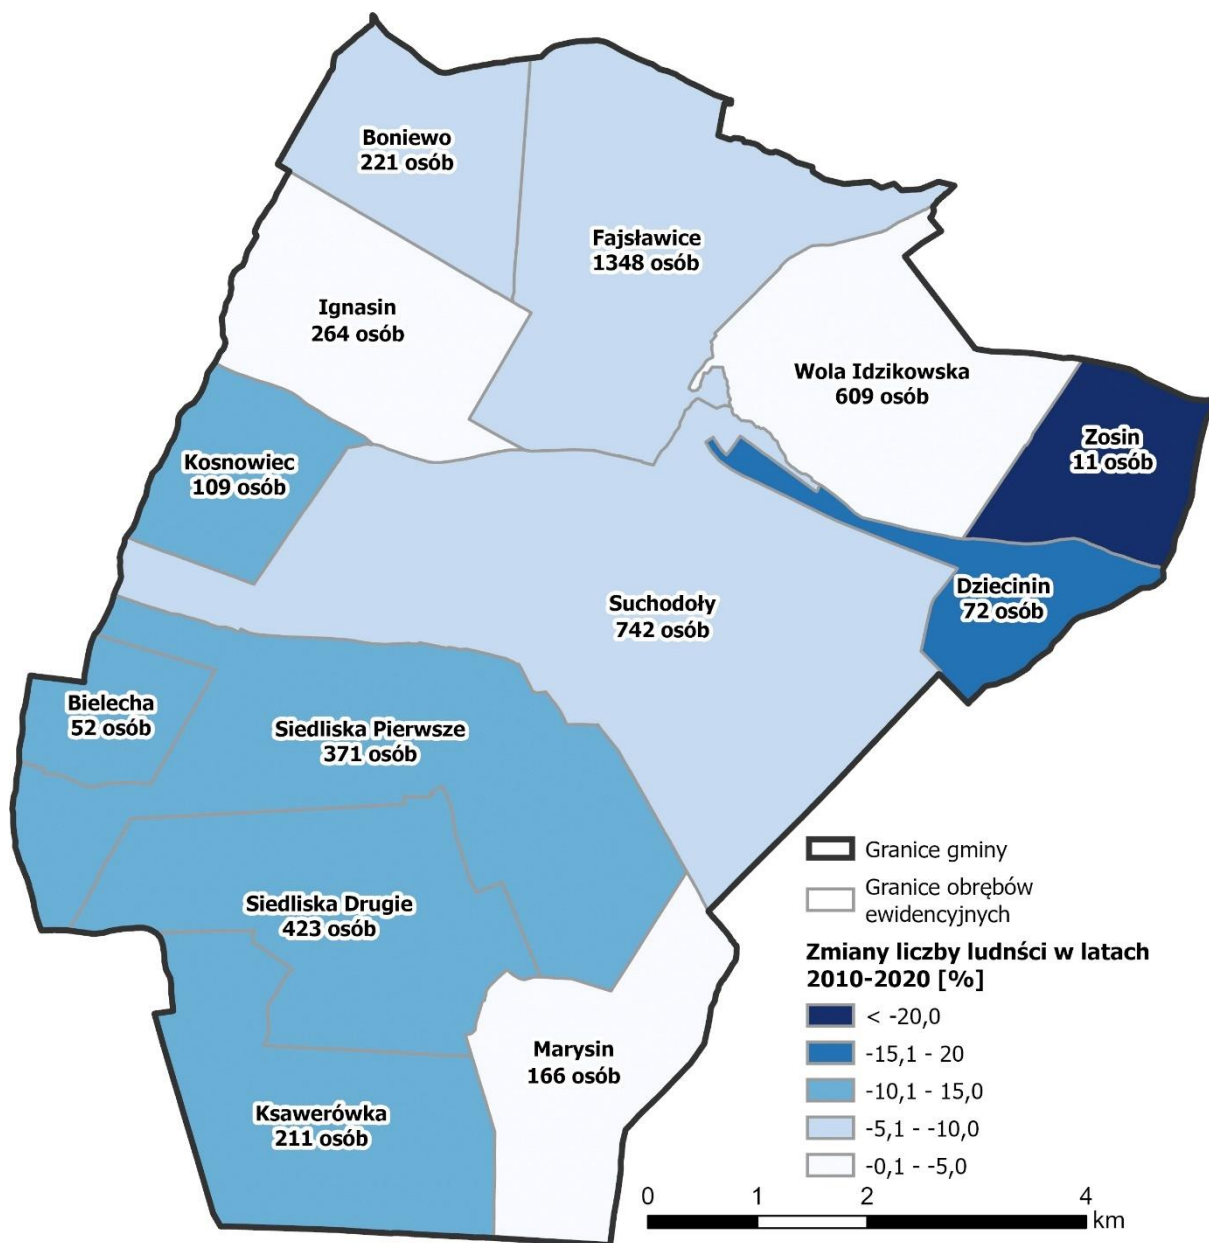 Boniewo
221 osób
Fajsławice
1348 osób
Ignasin
264 osób
Wola Idzikowska
609 osób
Zosin
11 osób
Kosnowiec
109 osób
Dziecinin
72 osób
Suchodoły
742 osób
Bielecha
52 osób
Siedliska Pierwsze
371 osób
Siedliska Drugie
423 osób
Marysin
166 osób
Ksawerówka
211 osób
Granice gminy
Granice obrębów
ewidencyjnych
Zmiany liczby ludnści w latach
2010-2020 [%]
< -20,0
-15,1 - 20
-10,1 - 15,0
-5,1 - -10,0
-0,1 - -5,0
0 1 2 4
km